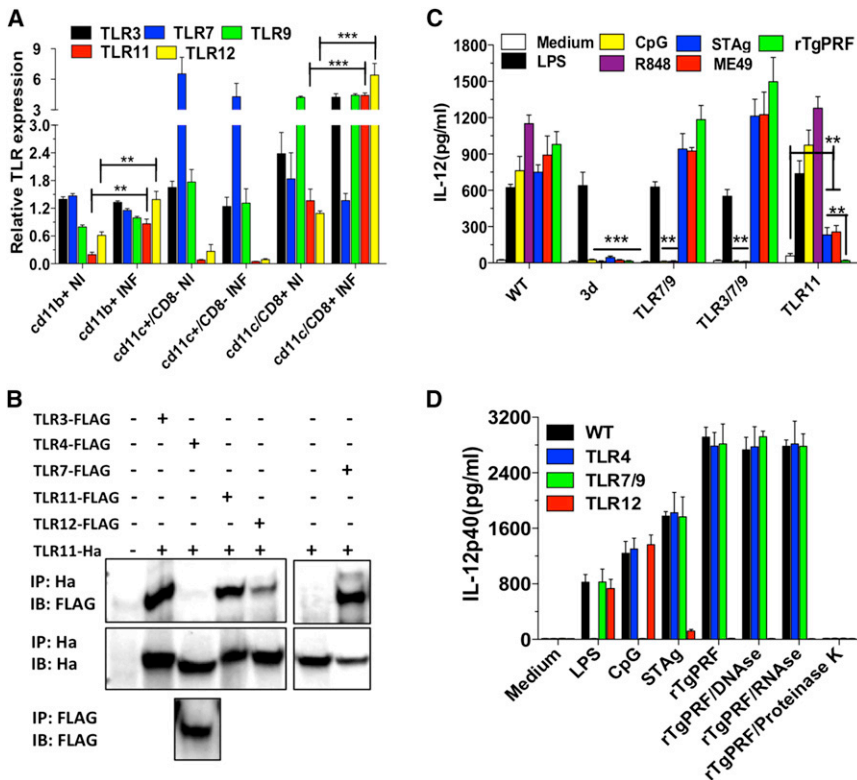 A
TLR3 TLR7 TLR9
TLR11 TLR12
***
***
**
**
Relative TLR expression
9
6
3
2.4
1.8
1.2
0.6
0.0
cd11b+ NI
cd11b+ INF
cd11c+/CD8- NI
cd11c+/CD8- INF
cd11c/CD8+ NI
cd11c/CD8+ INF
C
Medium CpG STAg rTgPRF
LPS R848 ME49
IL-12(pg/ml)
1800
1500
1200
900
600
300
0
***
**
**
**
**
WT
3d
TLR7/9
TLR3/7/9
TLR11
B
TLR3-FLAG - + - - - - -
TLR4-FLAG - - + - - - -
TLR7-FLAG - - - - - - +
TLR11-FLAG - - - + - - -
TLR12-FLAG - - - - + - -
TLR11-Ha - + + + + + +
IP: Ha
IB: FLAG
IP: Ha
IB: Ha
IP: FLAG
IB: FLAG
D
WT
TLR4
TLR7/9
TLR12
IL-12p40(pg/ml)
3200
2400
1600
800
0
Medium
LPS
CpG
STAg
rTgPRF
rTgPRF/DNAse
rTgPRF/RNAse
rTgPRF/Proteinase K